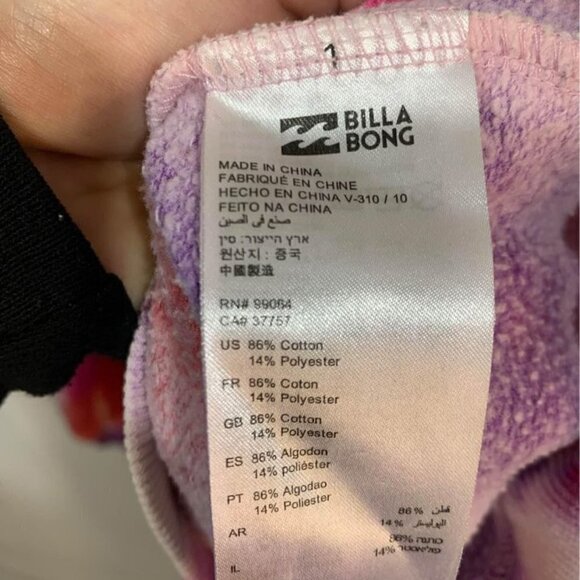 1
BILLA
BONG
MADE IN CHINA
FABRIQUÉ EN CHINE
HECHO EN CHINA V-310 / 10
FEITO NA CHINA
صنع في الصين
ארץ הייצור: סין
원산지 : 중국
中國製造
RN# 99064
CA# 37757
US 86% Cotton
14% Polyester
FR 86% Coton
14% Polyester
GB 86% Cotton
14% Polyester
ES 86% Algodon
14% poliéster
PT 86% Algodao
14% Poliester
AR
86% قطن
14% البوليستر
86% כותנה
14% פוליאסטר
IL